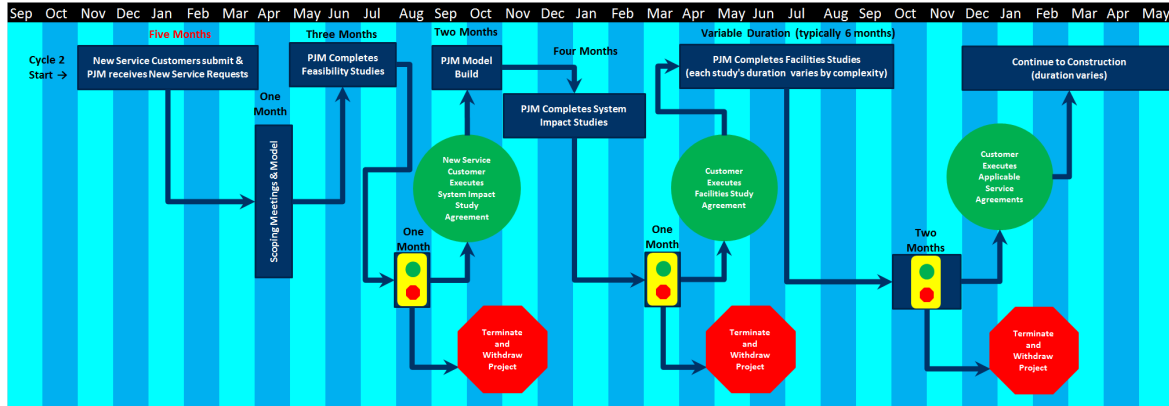 Sep Oct Nov Dec Jan Feb Mar Apr May Jun Jul Aug Sep Oct Nov Dec Jan Feb Mar Apr May Jun Jul Aug Sep Oct Nov Dec Jan Feb Mar Apr May
Cycle 2
Start →
Five Months
New Service Customers submit &
PJM receives New Service Requests
One
Month
Scoping Meetings & Model
Three Months
PJM Completes
Feasibility Studies
One
Month
Terminate
and
Withdraw
Project
New Service
Customer
Executes
System Impact
Study
Agreement
Two Months
PJM Model
Build
Four Months
PJM Completes System
Impact Studies
One
Month
Terminate
and
Withdraw
Project
Customer
Executes
Facilities Study
Agreement
Variable Duration (typically 6 months)
PJM Completes Facilities Studies
(each study's duration varies by complexity)
Two
Months
Terminate
and
Withdraw
Project
Customer
Executes
Applicable
Service
Agreements
Continue to Construction
(duration varies)